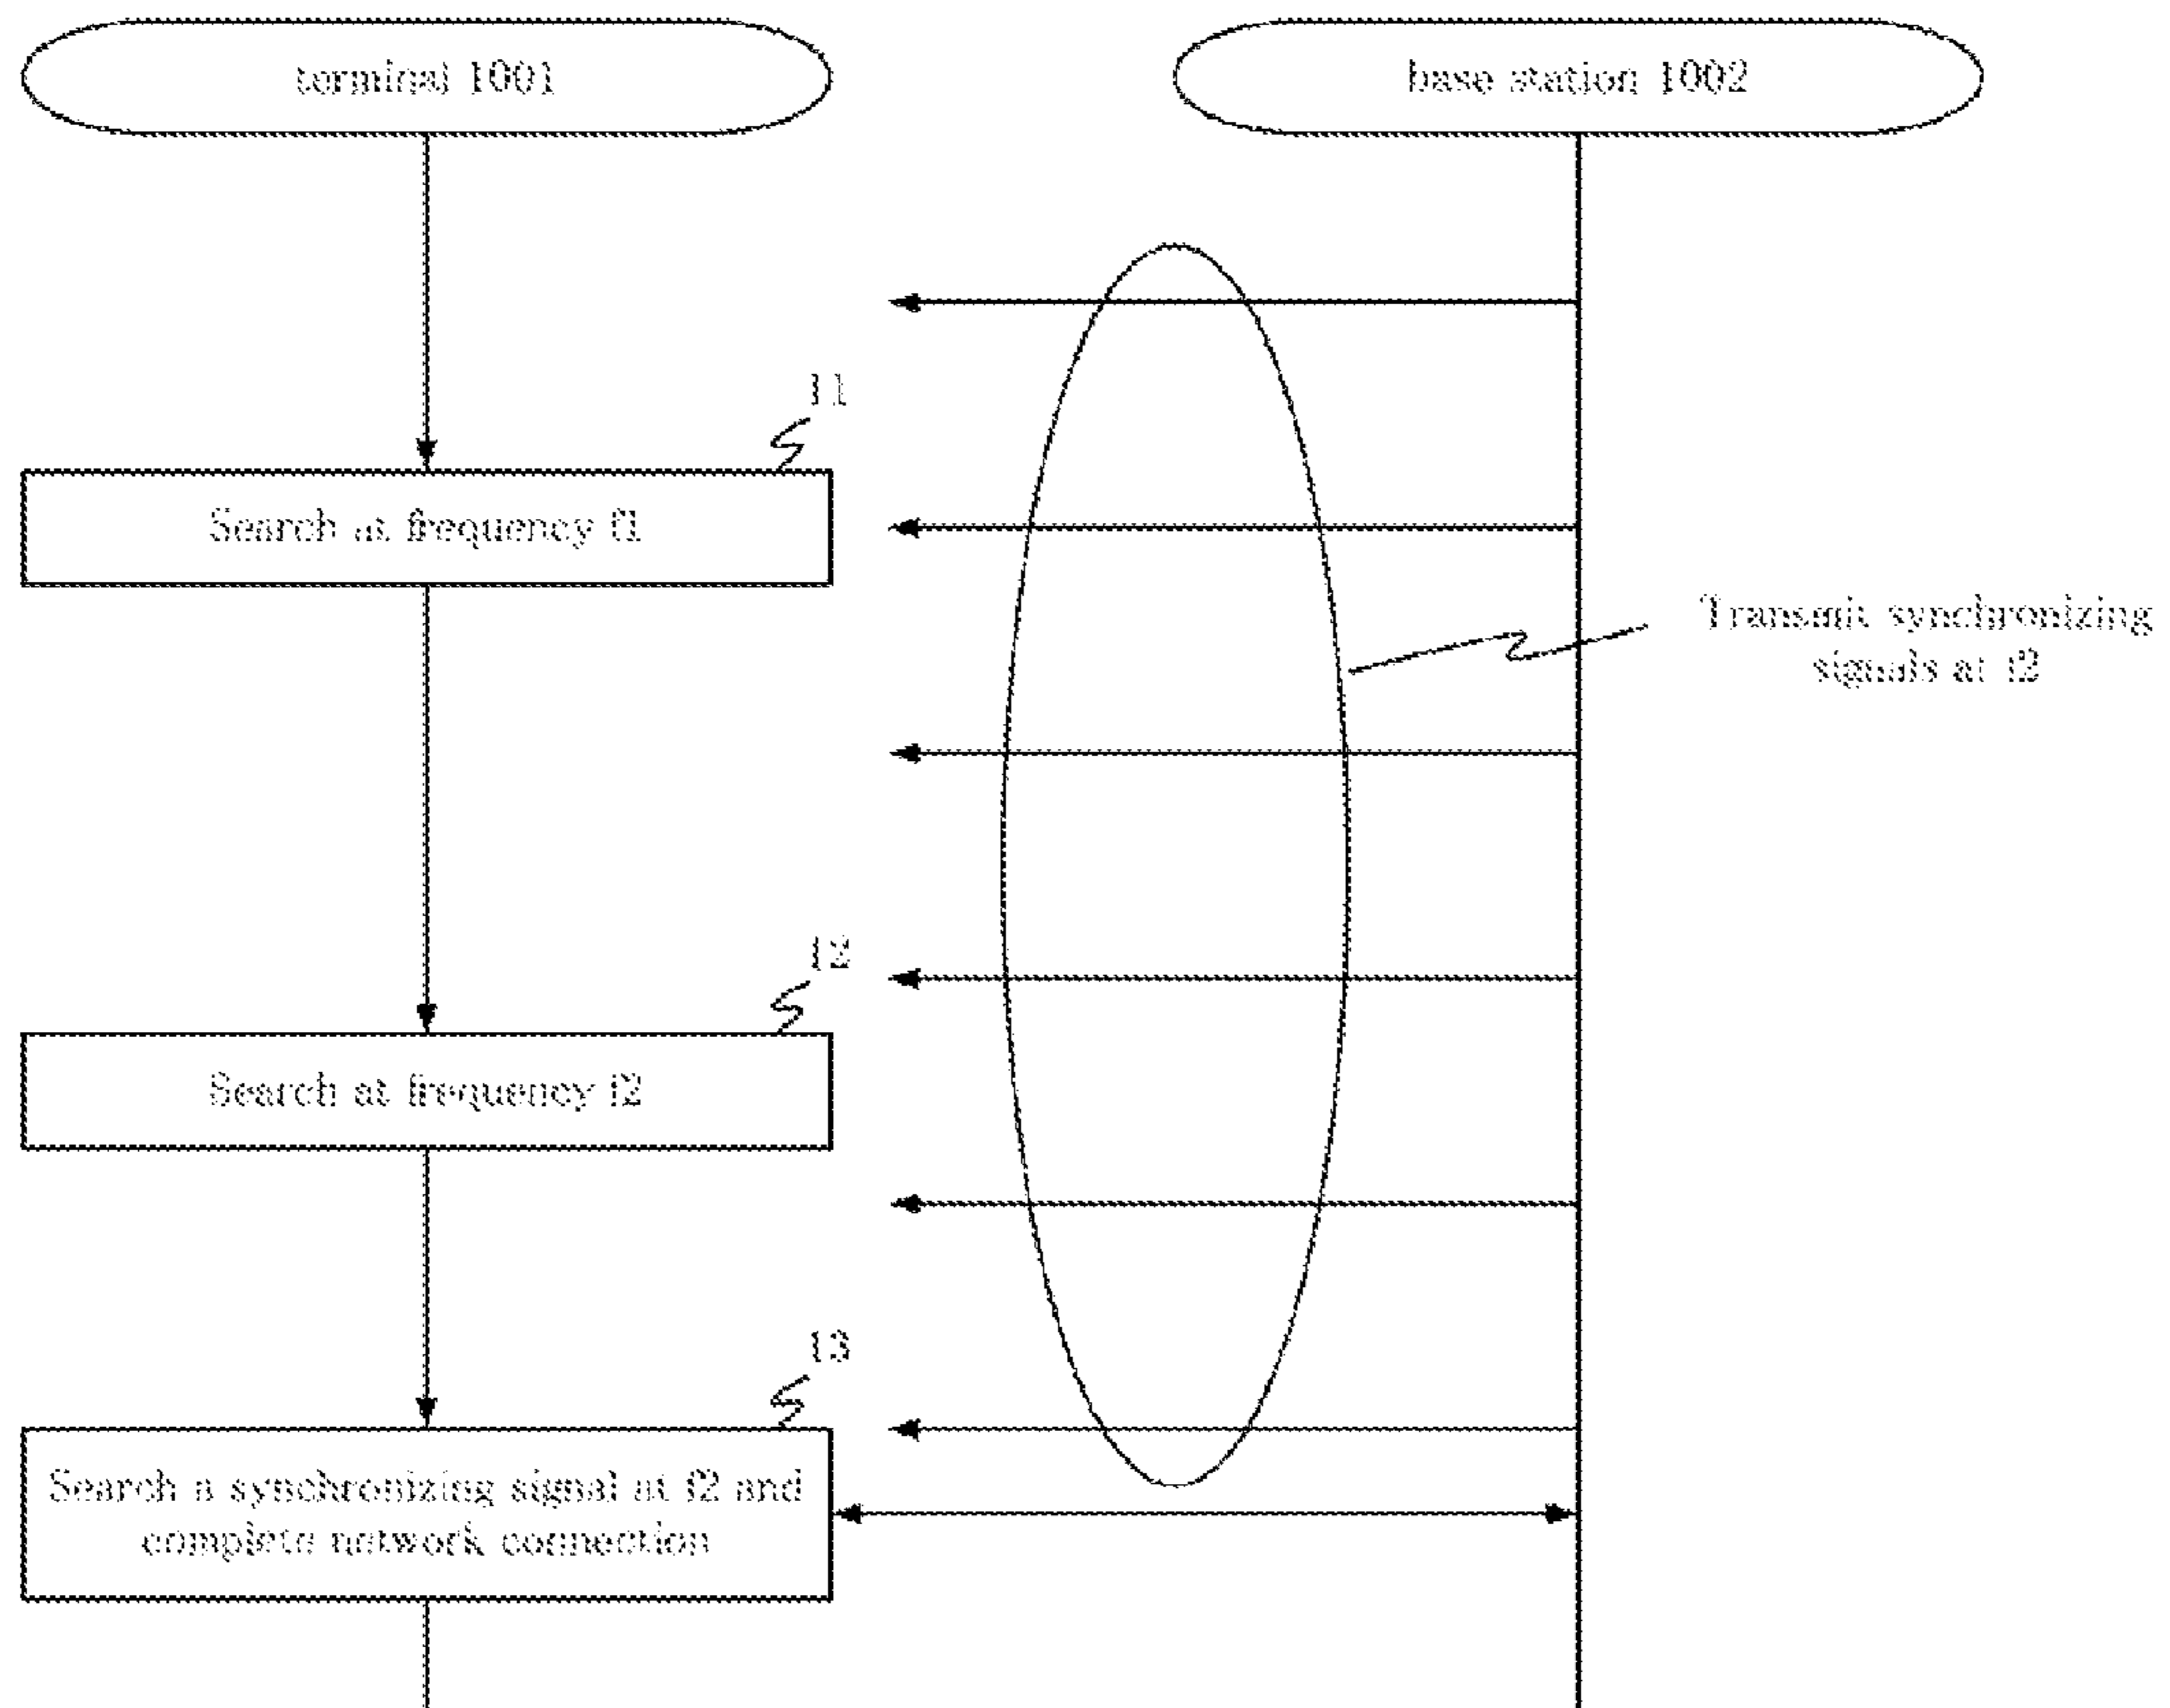 terminal 1001
base station 1002
11
Search at frequency f1
Transmit synchronizing
signals at f2
12
Search at frequency f2
13
Search a synchronizing signal at f2 and
complete network connection